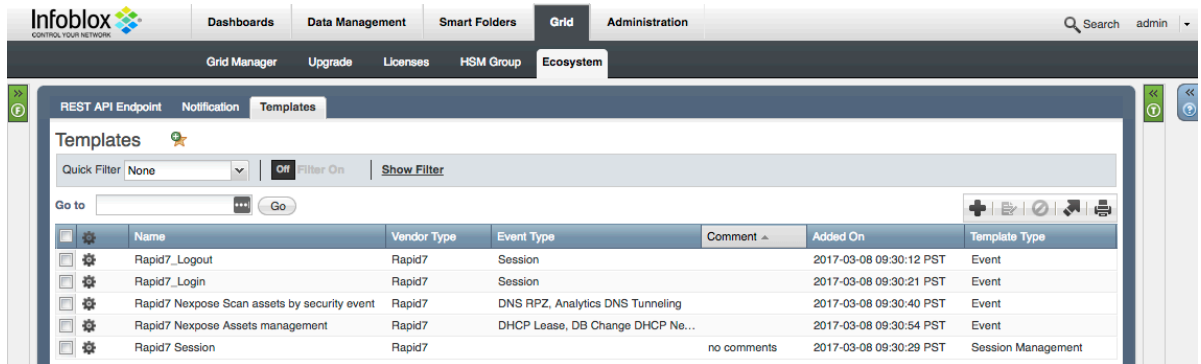 Infoblox
CONTROL YOUR NETWORK
Dashboards Data Management Smart Folders Grid Administration
Search admin
Grid Manager Upgrade Licenses HSM Group Ecosystem
REST API Endpoint Notification Templates
Templates
Quick Filter None Off Filter On Show Filter
Go to Go
Name Vendor Type Event Type Comment Added On Template Type
Rapid7_Logout Rapid7 Session 2017-03-08 09:30:12 PST Event
Rapid7_Login Rapid7 Session 2017-03-08 09:30:21 PST Event
Rapid7 Nexpose Scan assets by security event Rapid7 DNS RPZ, Analytics DNS Tunneling 2017-03-08 09:30:40 PST Event
Rapid7 Nexpose Assets management Rapid7 DHCP Lease, DB Change DHCP Ne... 2017-03-08 09:30:54 PST Event
Rapid7 Session Rapid7 no comments 2017-03-08 09:30:29 PST Session Management